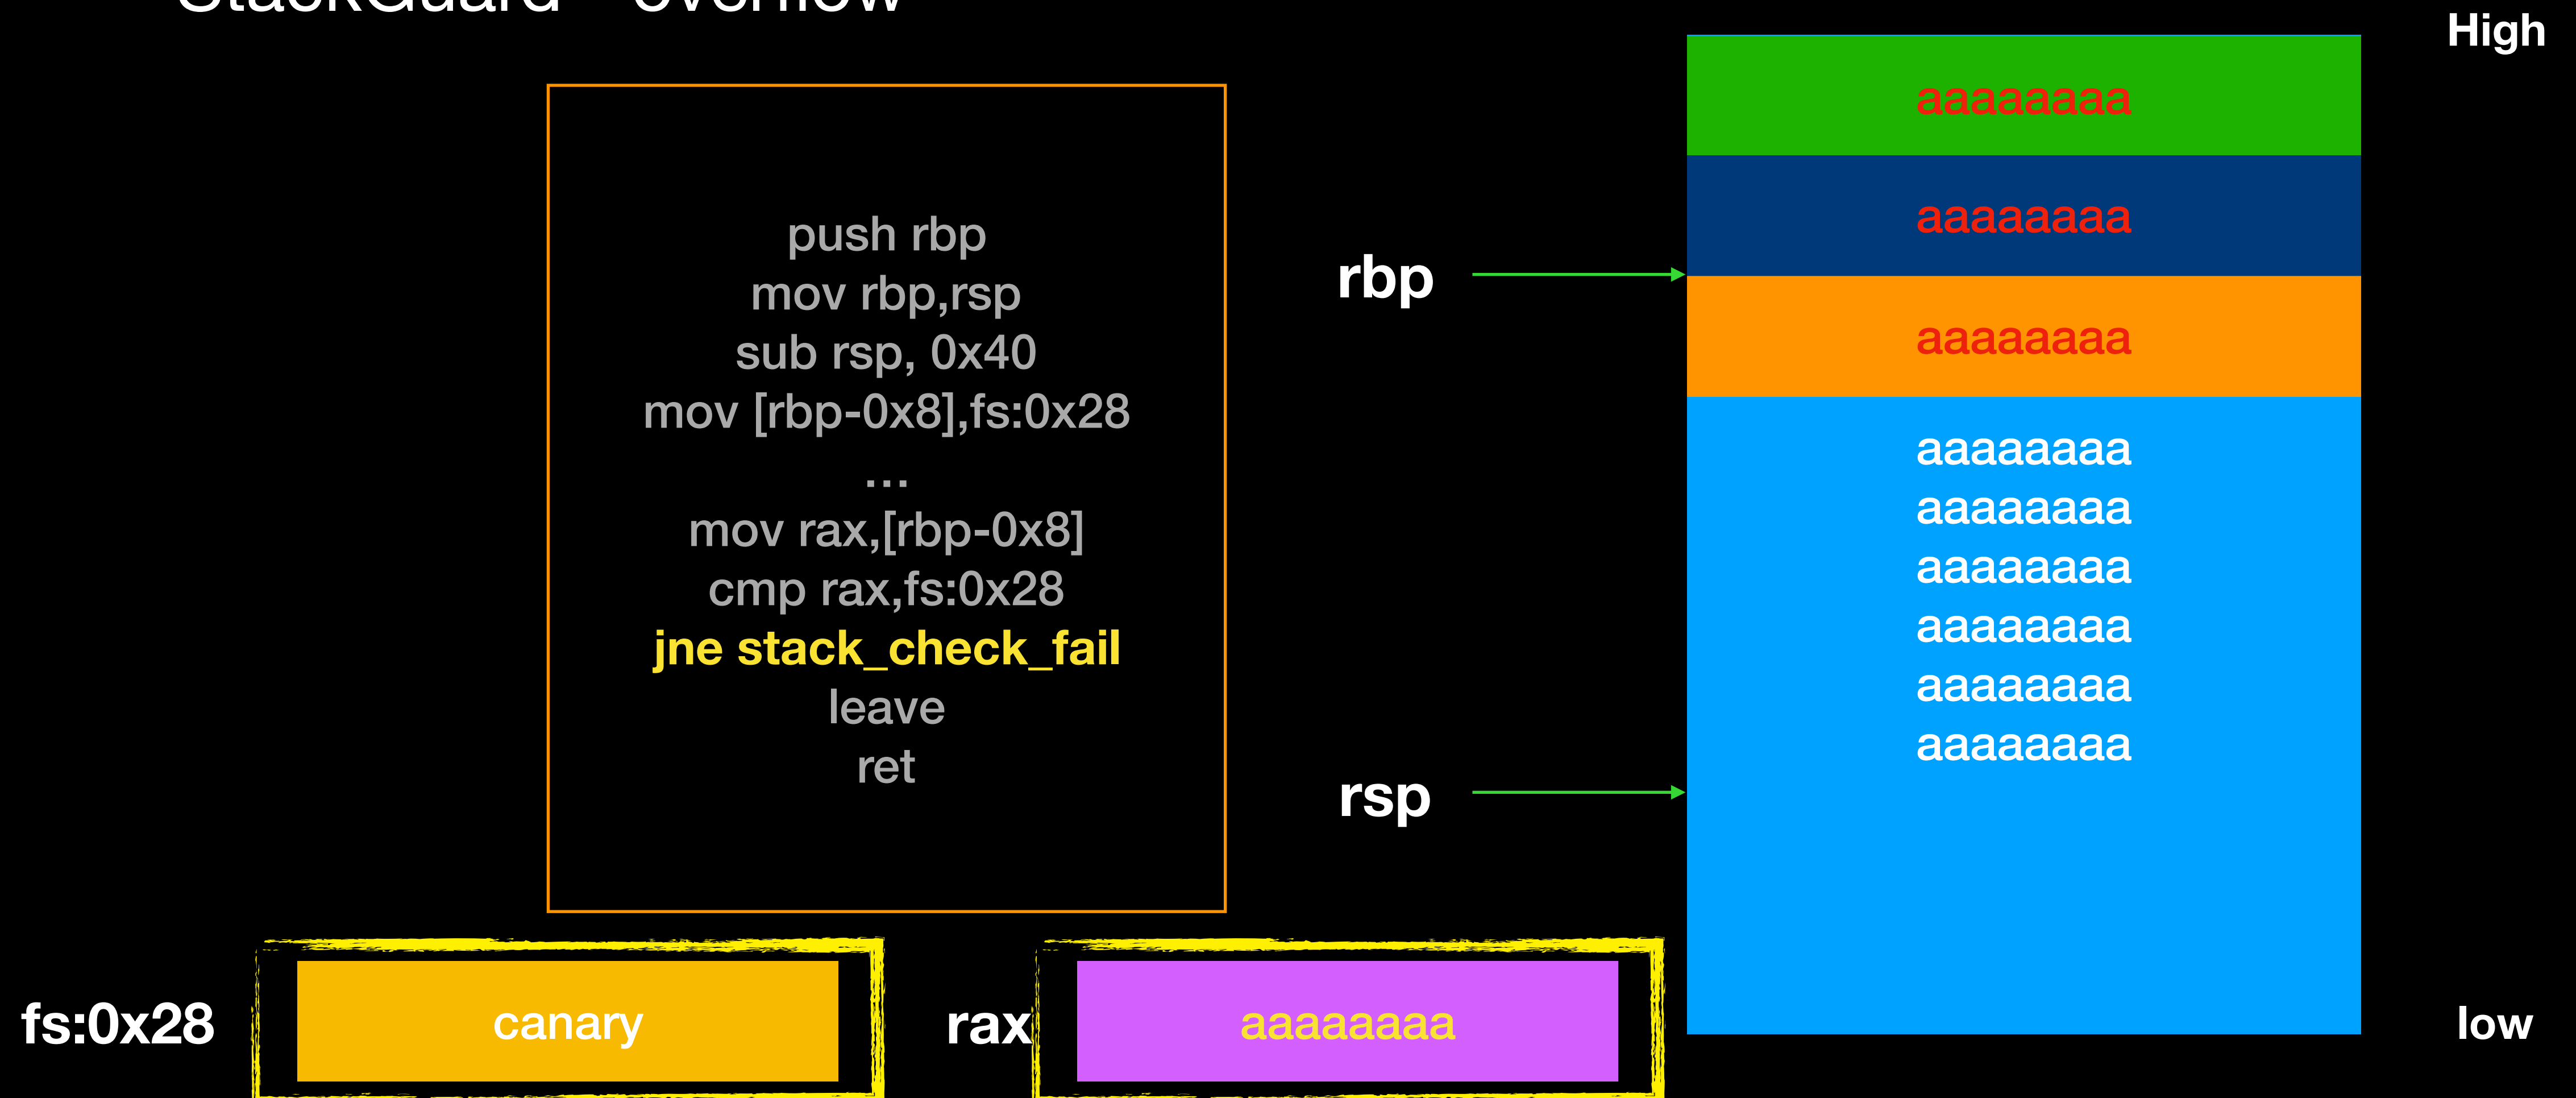 StackGuard - overflow
High
push rbp
mov rbp,rsp
sub rsp, 0x40
mov [rbp-0x8],fs:0x28
...
mov rax,[rbp-0x8]
cmp rax,fs:0x28
jne stack_check_fail
leave
ret
rbp
rsp
aaaaaaaa
aaaaaaaa
aaaaaaaa
aaaaaaaa
aaaaaaaa
aaaaaaaa
aaaaaaaa
aaaaaaaa
aaaaaaaa
fs:0x28
canary
rax
aaaaaaaa
low